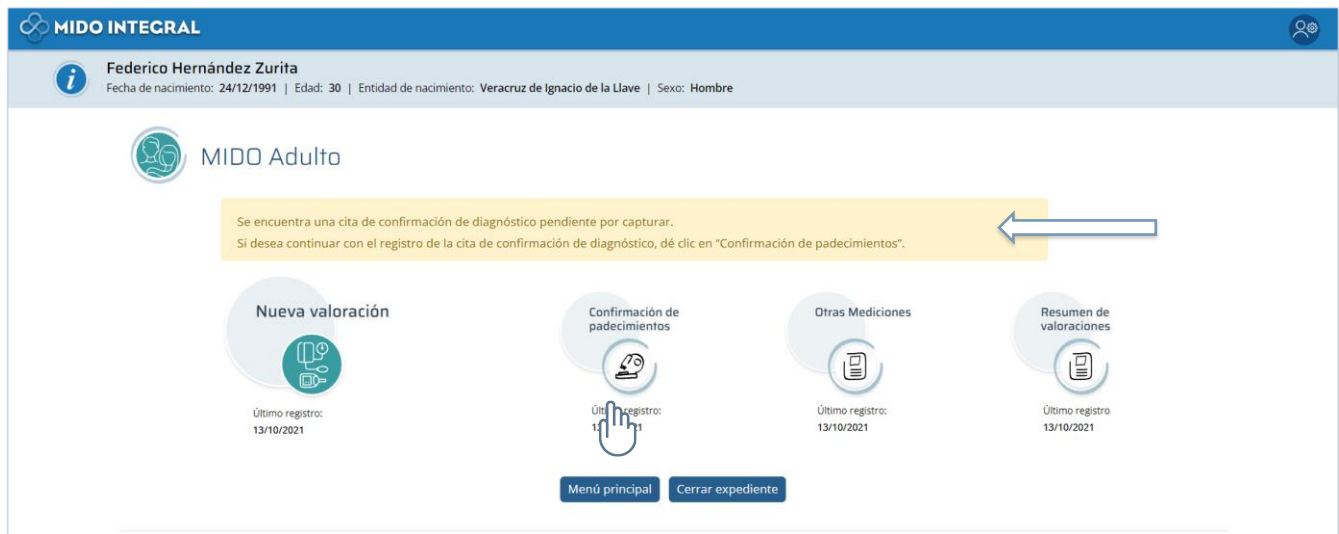 MIDO INTEGRAL
Federico Hernández Zurita
Fecha de nacimiento: 24/12/1991 | Edad: 30 | Entidad de nacimiento: Veracruz de Ignacio de la Llave | Sexo: Hombre
MIDO Adulto
Se encuentra una cita de confirmación de diagnóstico pendiente por capturar.
Si desea continuar con el registro de la cita de confirmación de diagnóstico, dé clic en “Confirmación de padecimientos”.
Nueva valoración
Último registro:
13/10/2021
Confirmación de
padecimientos
registro:
Otras Mediciones
Último registro:
13/10/2021
Resumen de
valoraciones
Último registro
13/10/2021
Menú principal
Cerrar expediente